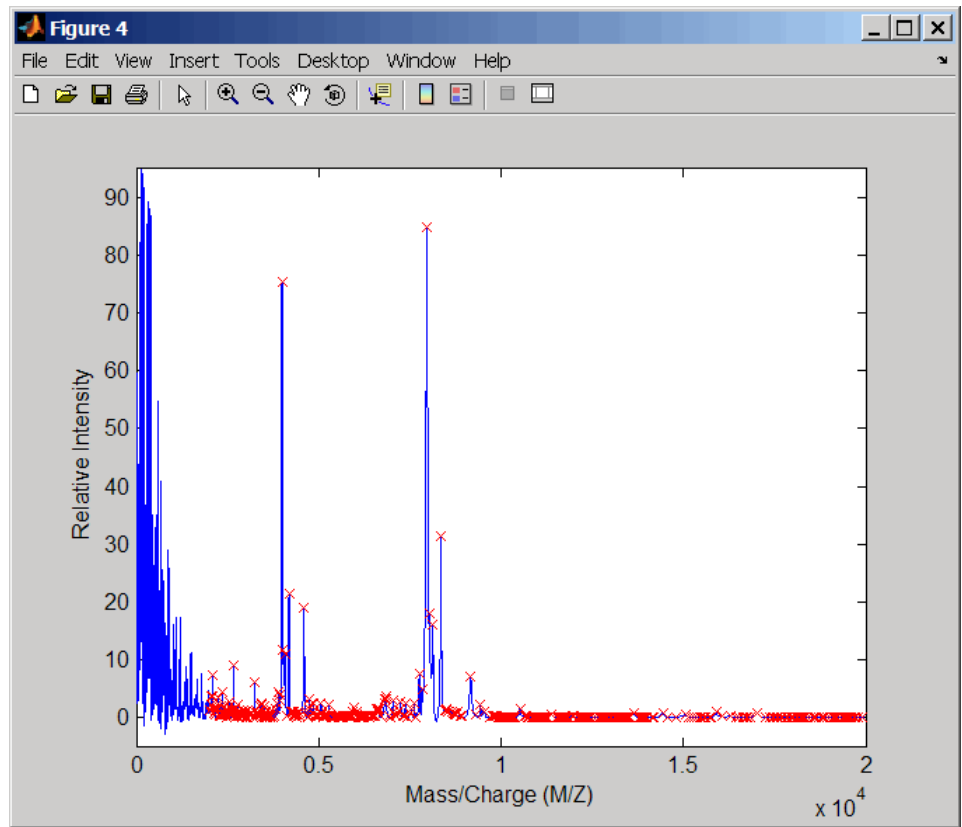 Figure 4
File Edit View Insert Tools Desktop Window Help
90
80
70
60
50
40
30
20
10
0
Relative Intensity
0 0.5 1 1.5 2
Mass/Charge (M/Z)
x 10^4